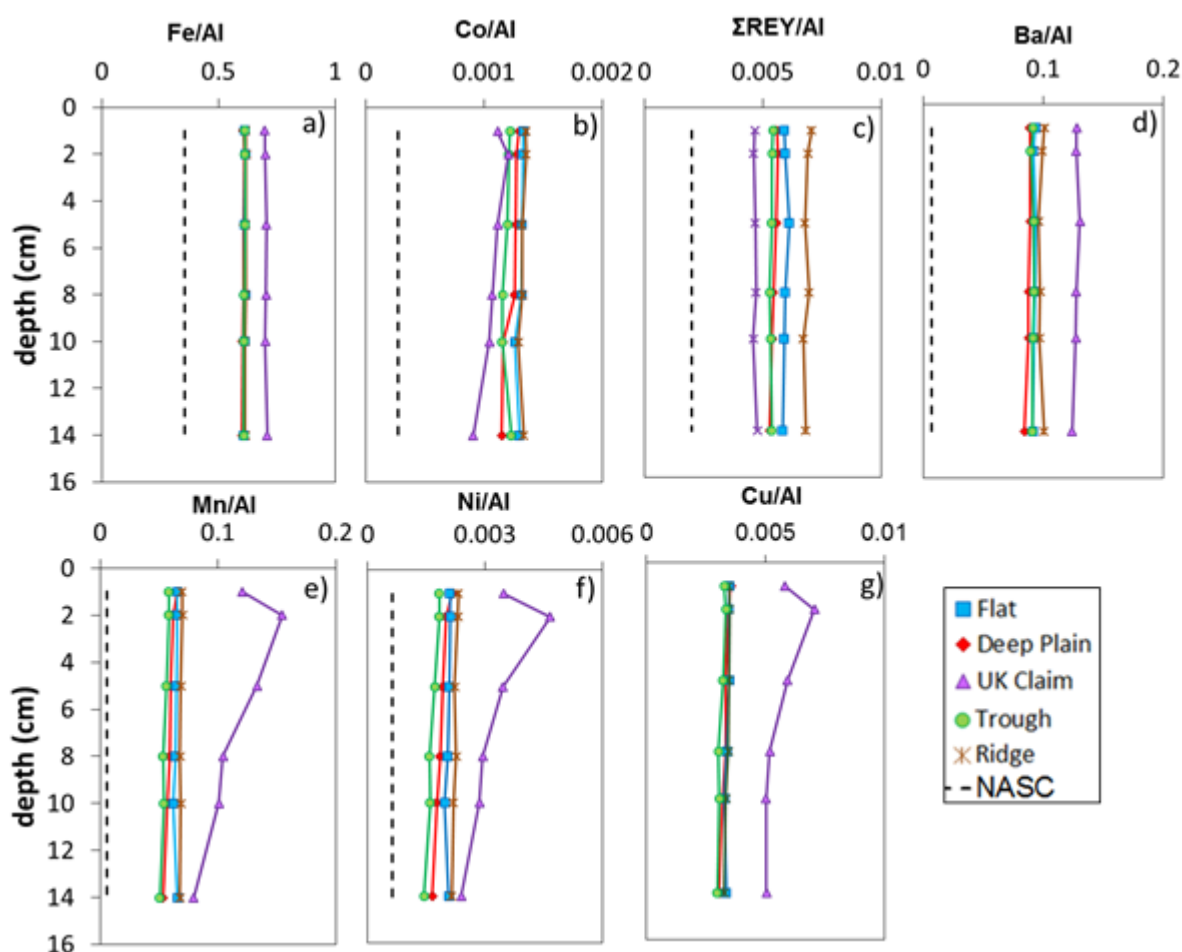 Fe/Al Co/Al ΣREY/Al Ba/Al
0 0.5 1 0 0.001 0.002 0 0.005 0.01 0 0.1 0.2
0
2
4
6
8
10
12
14
16
depth (cm)
a) b) c) d)
Mn/Al Ni/Al Cu/Al
0 0.1 0.2 0 0.003 0.006 0 0.005 0.01
0
2
4
6
8
10
12
14
16
depth (cm)
e) f) g)
Flat
Deep Plain
UK Claim
Trough
Ridge
NASC